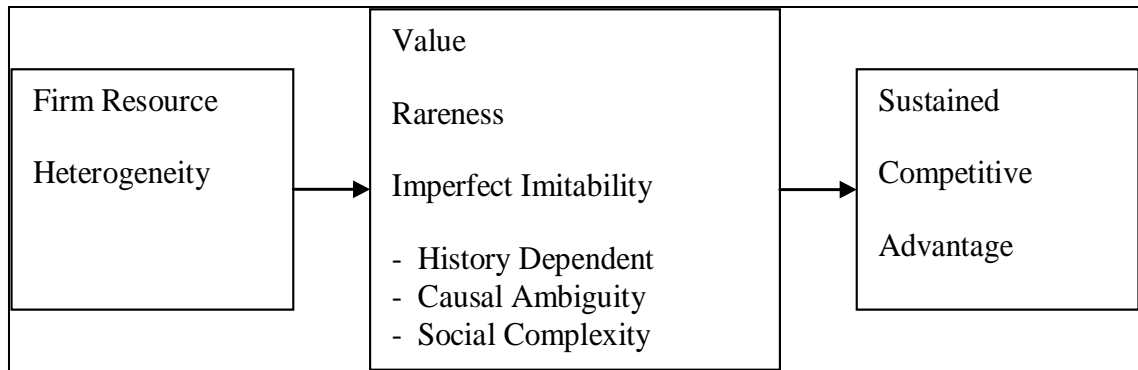 Firm Resource
Heterogeneity
Value
Rareness
Imperfect Imitability
- History Dependent
- Causal Ambiguity
- Social Complexity
Sustained
Competitive
Advantage